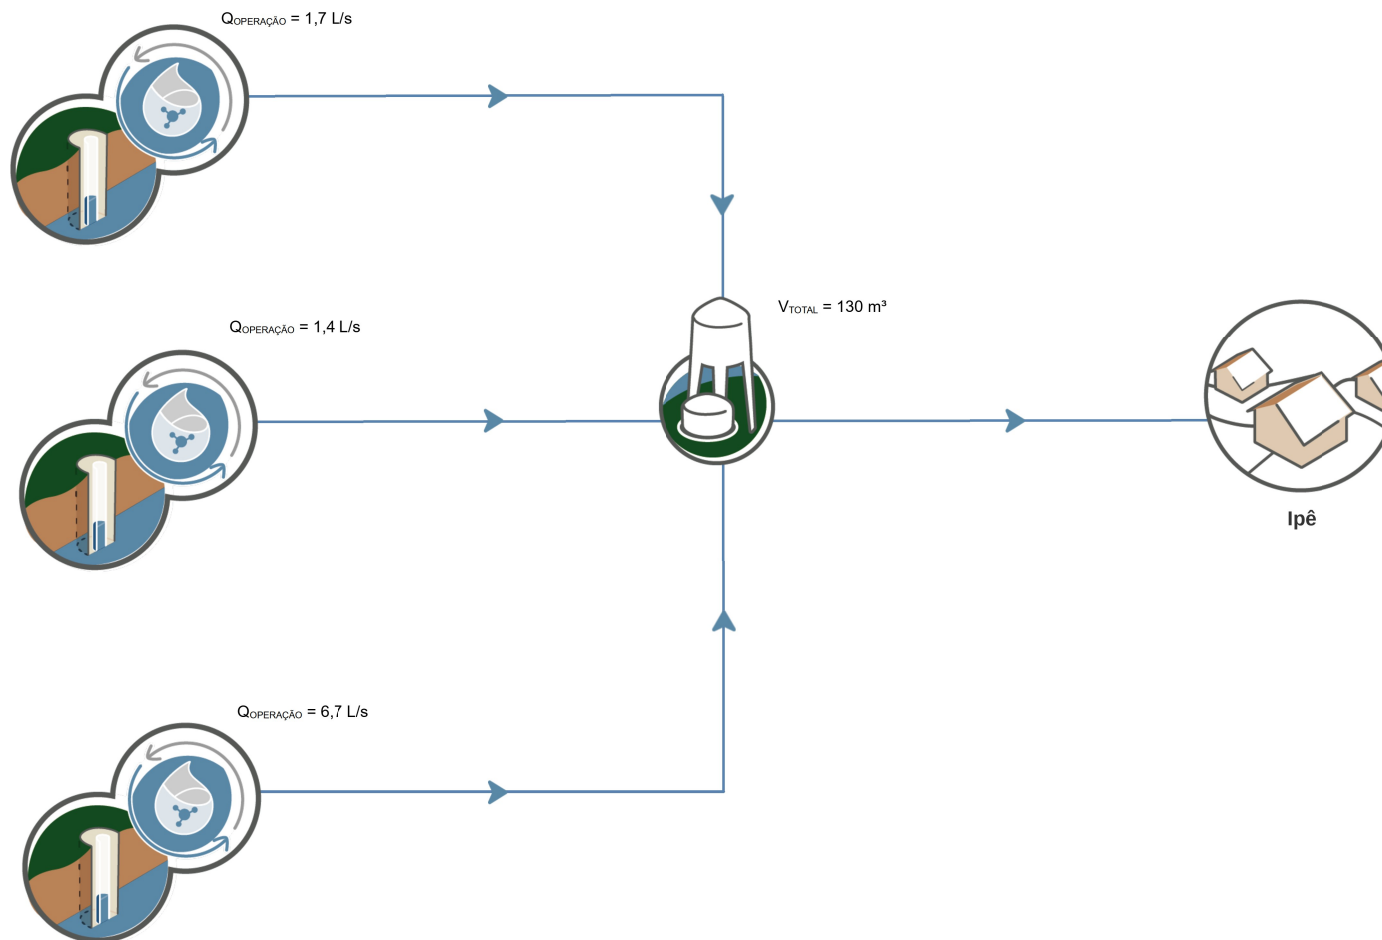 QOPERAÇÃO = 1,7 L/s
VTOTAL = 130 m³
QOPERAÇÃO = 1,4 L/s
Ipê
QOPERAÇÃO = 6,7 L/s